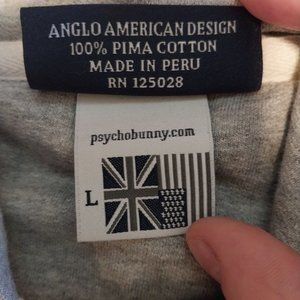 ANGLO AMERICAN DESIGN
100% PIMA COTTON
MADE IN PERU
RN 125028
psychobunny.com
L